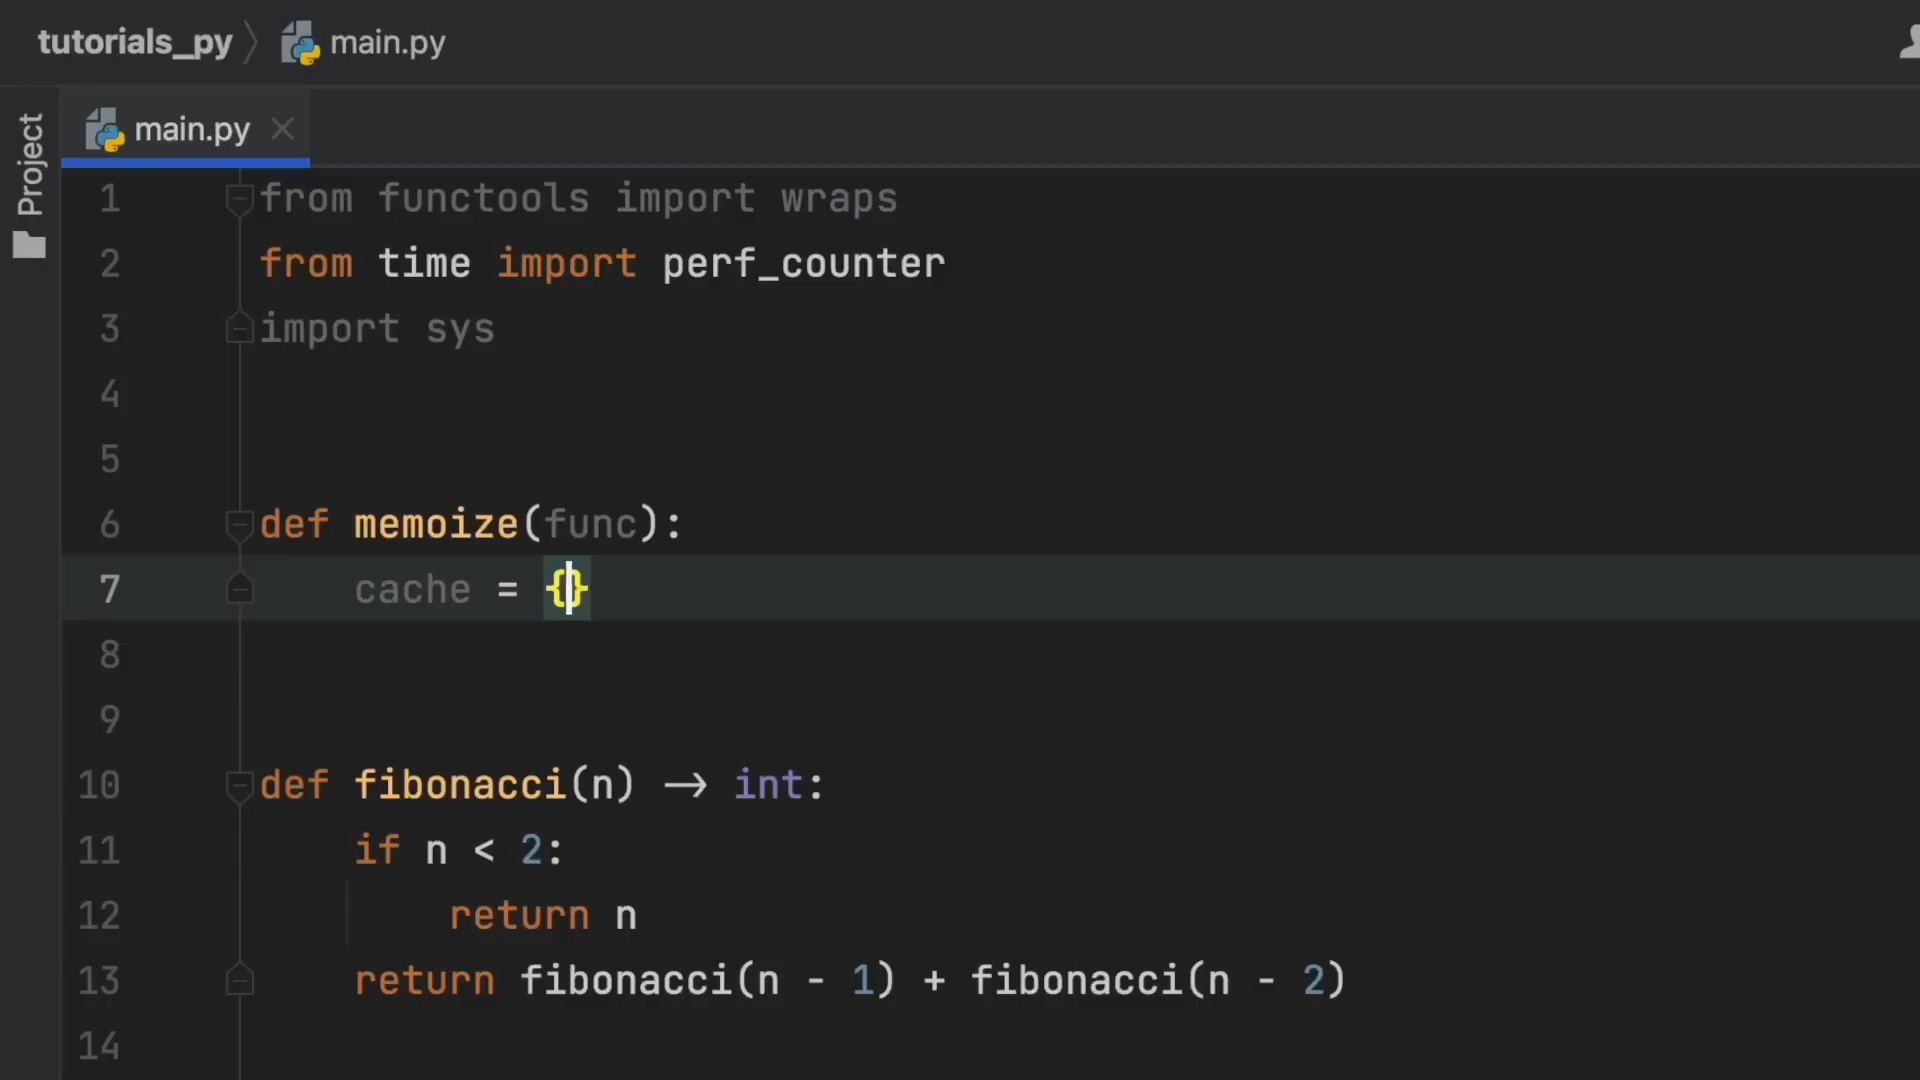 tutorials_py 〉 main.py
Project
main.py ×
1 from functools import wraps
2 from time import perf_counter
3 import sys
4
5
6 def memoize(func):
7     cache = {}
8
9
10 def fibonacci(n) -> int:
11     if n < 2:
12         return n
13     return fibonacci(n - 1) + fibonacci(n - 2)
14